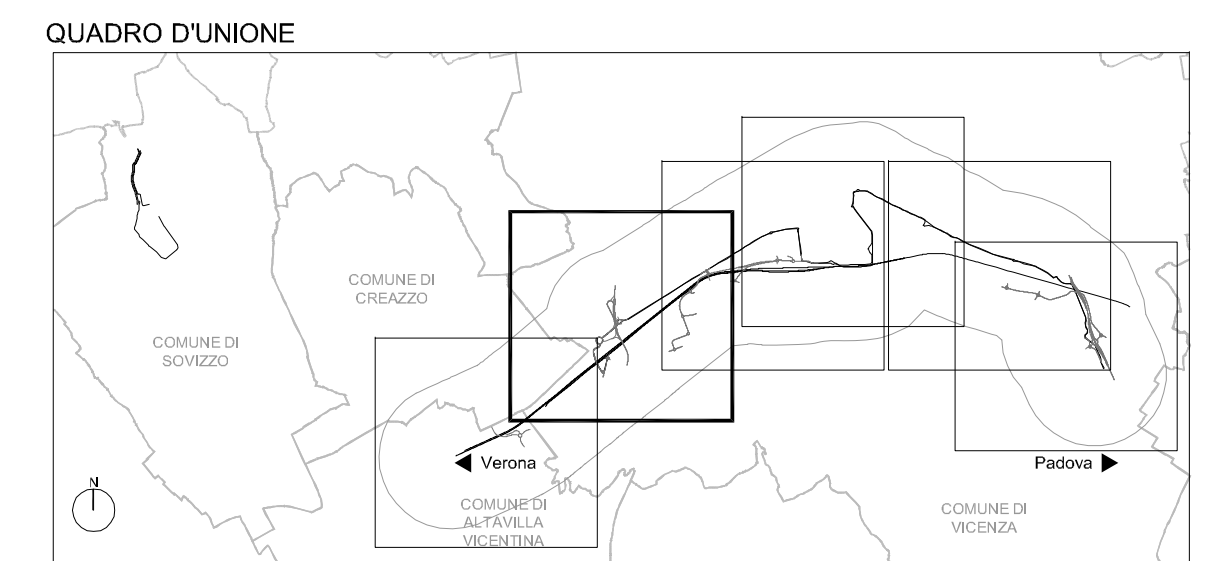 QUADRO D'UNIONE
COMUNE DI
CREAZZO
COMUNE DI
SOVIZZO
Verona
Padova
N
COMUNE DI
ALTAVILLA
VICENTINA
COMUNE DI
VICENZA